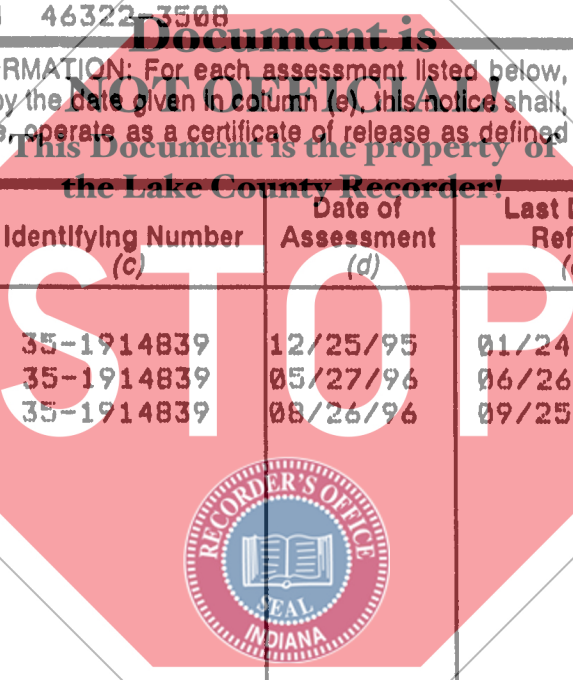 46322-3508
Document is
RMATION: For each assessment listed below,
NOT OFFICIAL!
by the date given in column (e), this notice shall,
, operate as a certificate of release as defined
This Document is the property of
the Lake County Recorder!
Identifying Number
(c)
Date of
Assessment
(d)
Last
Ref
STOP
35-1914839 12/25/95 01/24
35-1914839 05/27/96 06/26
35-1914839 08/26/96 09/25
RECORDER'S OFFICE
SEAL
INDIANA